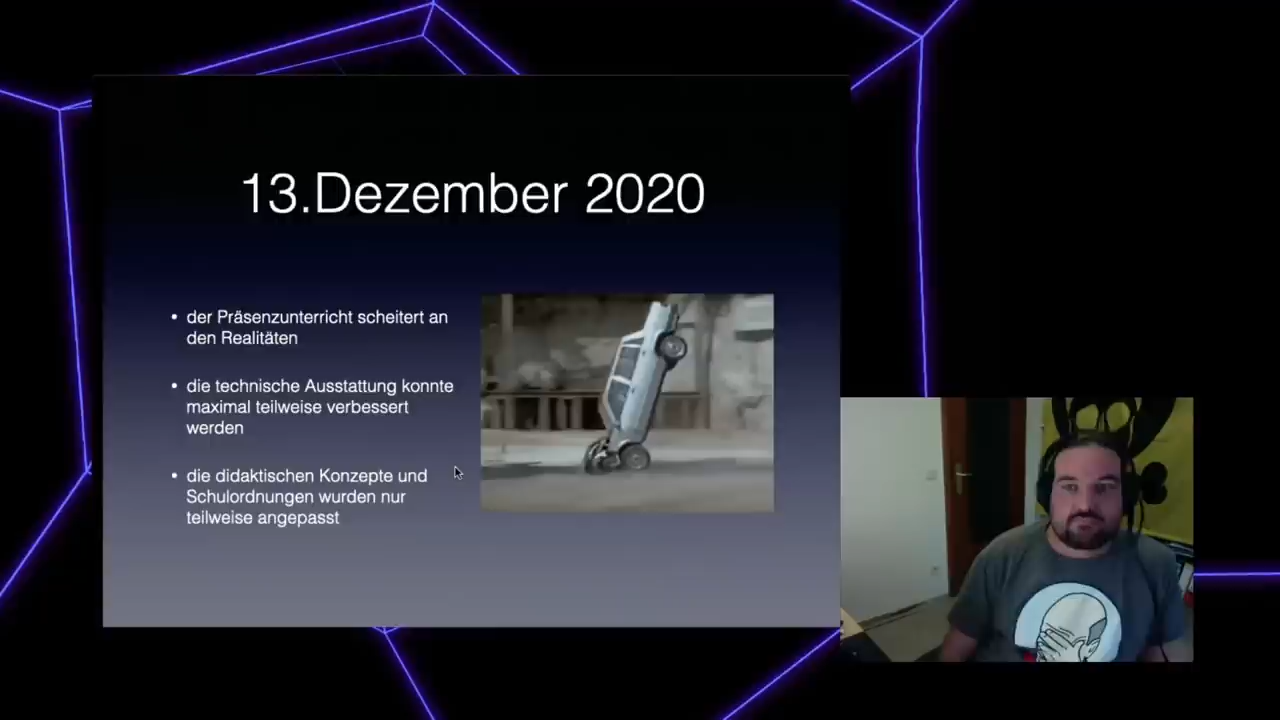 13.Dezember 2020
• der Präsenzunterricht scheitert an
den Realitäten
• die technische Ausstattung konnte
maximal teilweise verbessert
werden
• die didaktischen Konzepte und
Schulordnungen wurden nur
teilweise angepasst